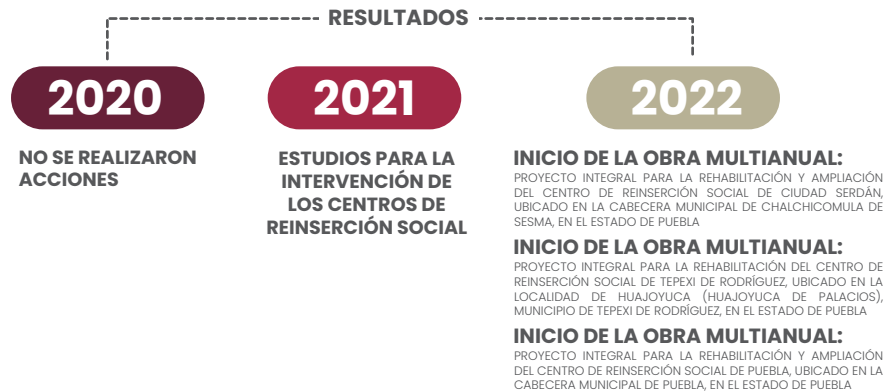 RESULTADOS
2020
NO SE REALIZARON
ACCIONES
2021
ESTUDIOS PARA LA
INTERVENCIÓN DE
LOS CENTROS DE
REINSERCIÓN SOCIAL
2022
INICIO DE LA OBRA MULTIANUAL:
PROYECTO INTEGRAL PARA LA REHABILITACIÓN Y AMPLIACIÓN
DEL CENTRO DE REINSERCIÓN SOCIAL DE CIUDAD SERDÁN,
UBICADO EN LA CABECERA MUNICIPAL DE CHALCHICOMULA DE
SESMA, EN EL ESTADO DE PUEBLA
INICIO DE LA OBRA MULTIANUAL:
PROYECTO INTEGRAL PARA LA REHABILITACIÓN DEL CENTRO DE
REINSERCIÓN SOCIAL DE TEPEXI DE RODRÍGUEZ, UBICADO EN LA
LOCALIDAD DE HUAJOYUCA (HUAJOYUCA DE PALACIOS),
MUNICIPIO DE TEPEXI DE RODRÍGUEZ, EN EL ESTADO DE PUEBLA
INICIO DE LA OBRA MULTIANUAL:
PROYECTO INTEGRAL PARA LA REHABILITACIÓN Y AMPLIACIÓN
DEL CENTRO DE REINSERCIÓN SOCIAL DE PUEBLA, UBICADO EN LA
CABECERA MUNICIPAL DE PUEBLA, EN EL ESTADO DE PUEBLA